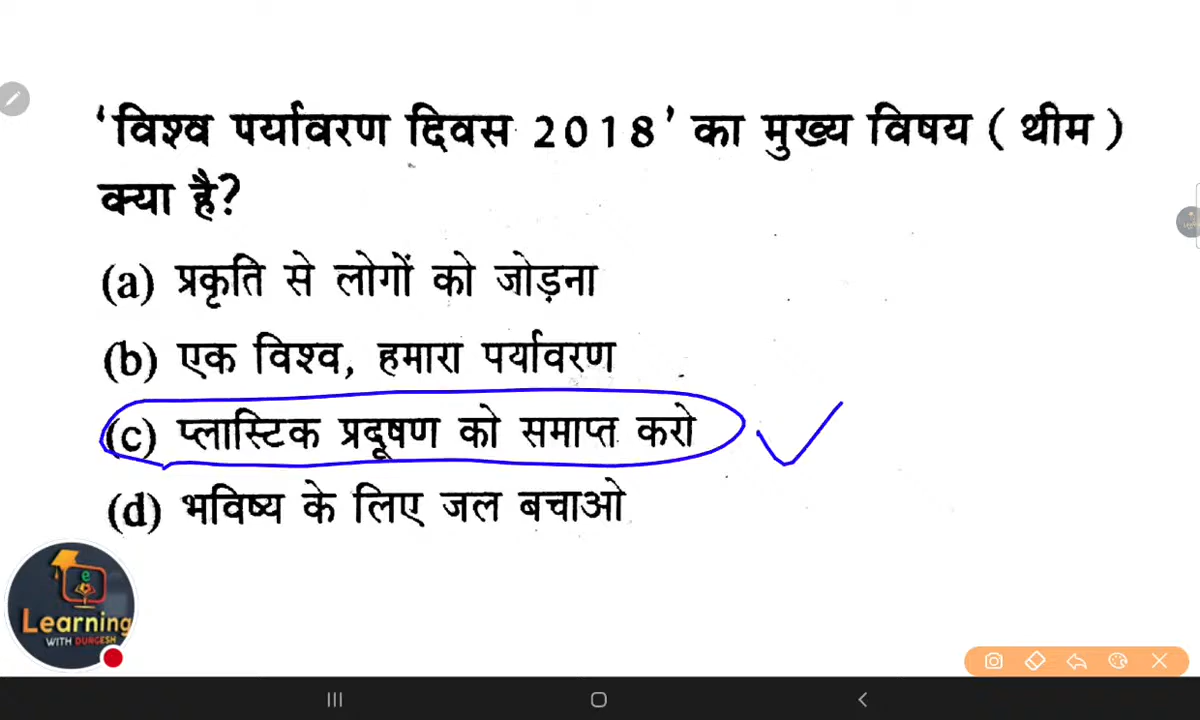 'विश्व पर्यावरण दिवस 2018' का मुख्य विषय (थीम)
क्या है?
(a) प्रकृति से लोगों को जोड़ना
(b) एक विश्व, हमारा पर्यावरण
(c) प्लास्टिक प्रदूषण को समाप्त करो
(d) भविष्य के लिए जल बचाओ
e
Learning
WITH DURGESH